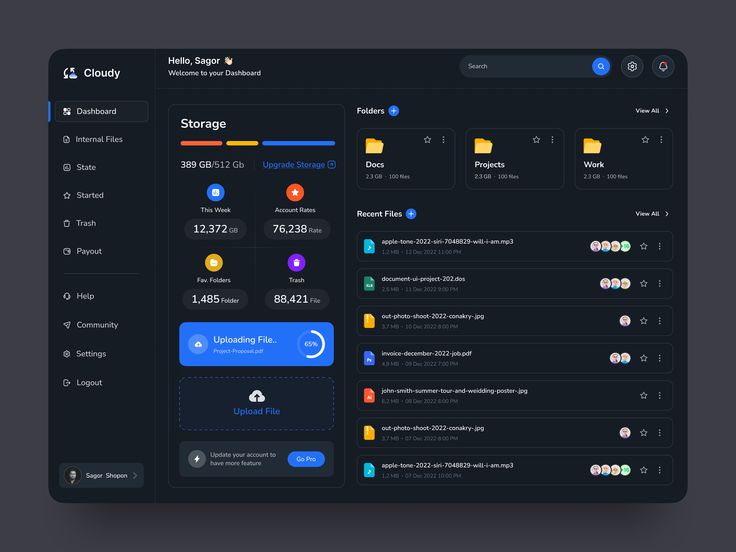 Cloudy
Dashboard
Internal Files
State
Started
Trash
Payout
Help
Community
Settings
Logout
Sagor Shopon
Hello, Sagor 👋🏻
Welcome to your Dashboard
Search
Storage
389 GB/512 Gb
Upgrade Storage
This Week
12,372 GB
Account Rates
76,238 Rate
Fav. Folders
1,485 Folder
Trash
88,421 File
Uploading File..
Project-Proposal.pdf
65%
Upload File
Update your account to
have more feature
Go Pro
Folders
View All
Docs
2.3 GB • 100 files
Projects
2.3 GB • 100 files
Work
2.3 GB • 100 files
Recent Files
View All
apple-tone-2022-siri-7048829-will-i-am.mp3
1,2 MB • 12 Dec 2022 11:00 PM
XLS
document-ui-project-202.dos
2,5 MB • 11 Dec 2022 9:00 PM
out-photo-shoot-2022-conakry-.jpg
3,7 MB • 10 Dec 2022 8:00 PM
Ps
invoice-december-2022-job.pdf
4,9 MB • 09 Dec 2022 7:00 PM
Ai
john-smith-summer-tour-and-weidding-poster-.jpg
6,2 MB • 08 Dec 2022 6:00 PM
out-photo-shoot-2022-conakry-.jpg
3,7 MB • 07 Dec 2022 8:00 PM
apple-tone-2022-siri-7048829-will-i-am.mp3
1,2 MB • 07 Dec 2022 10:00 PM